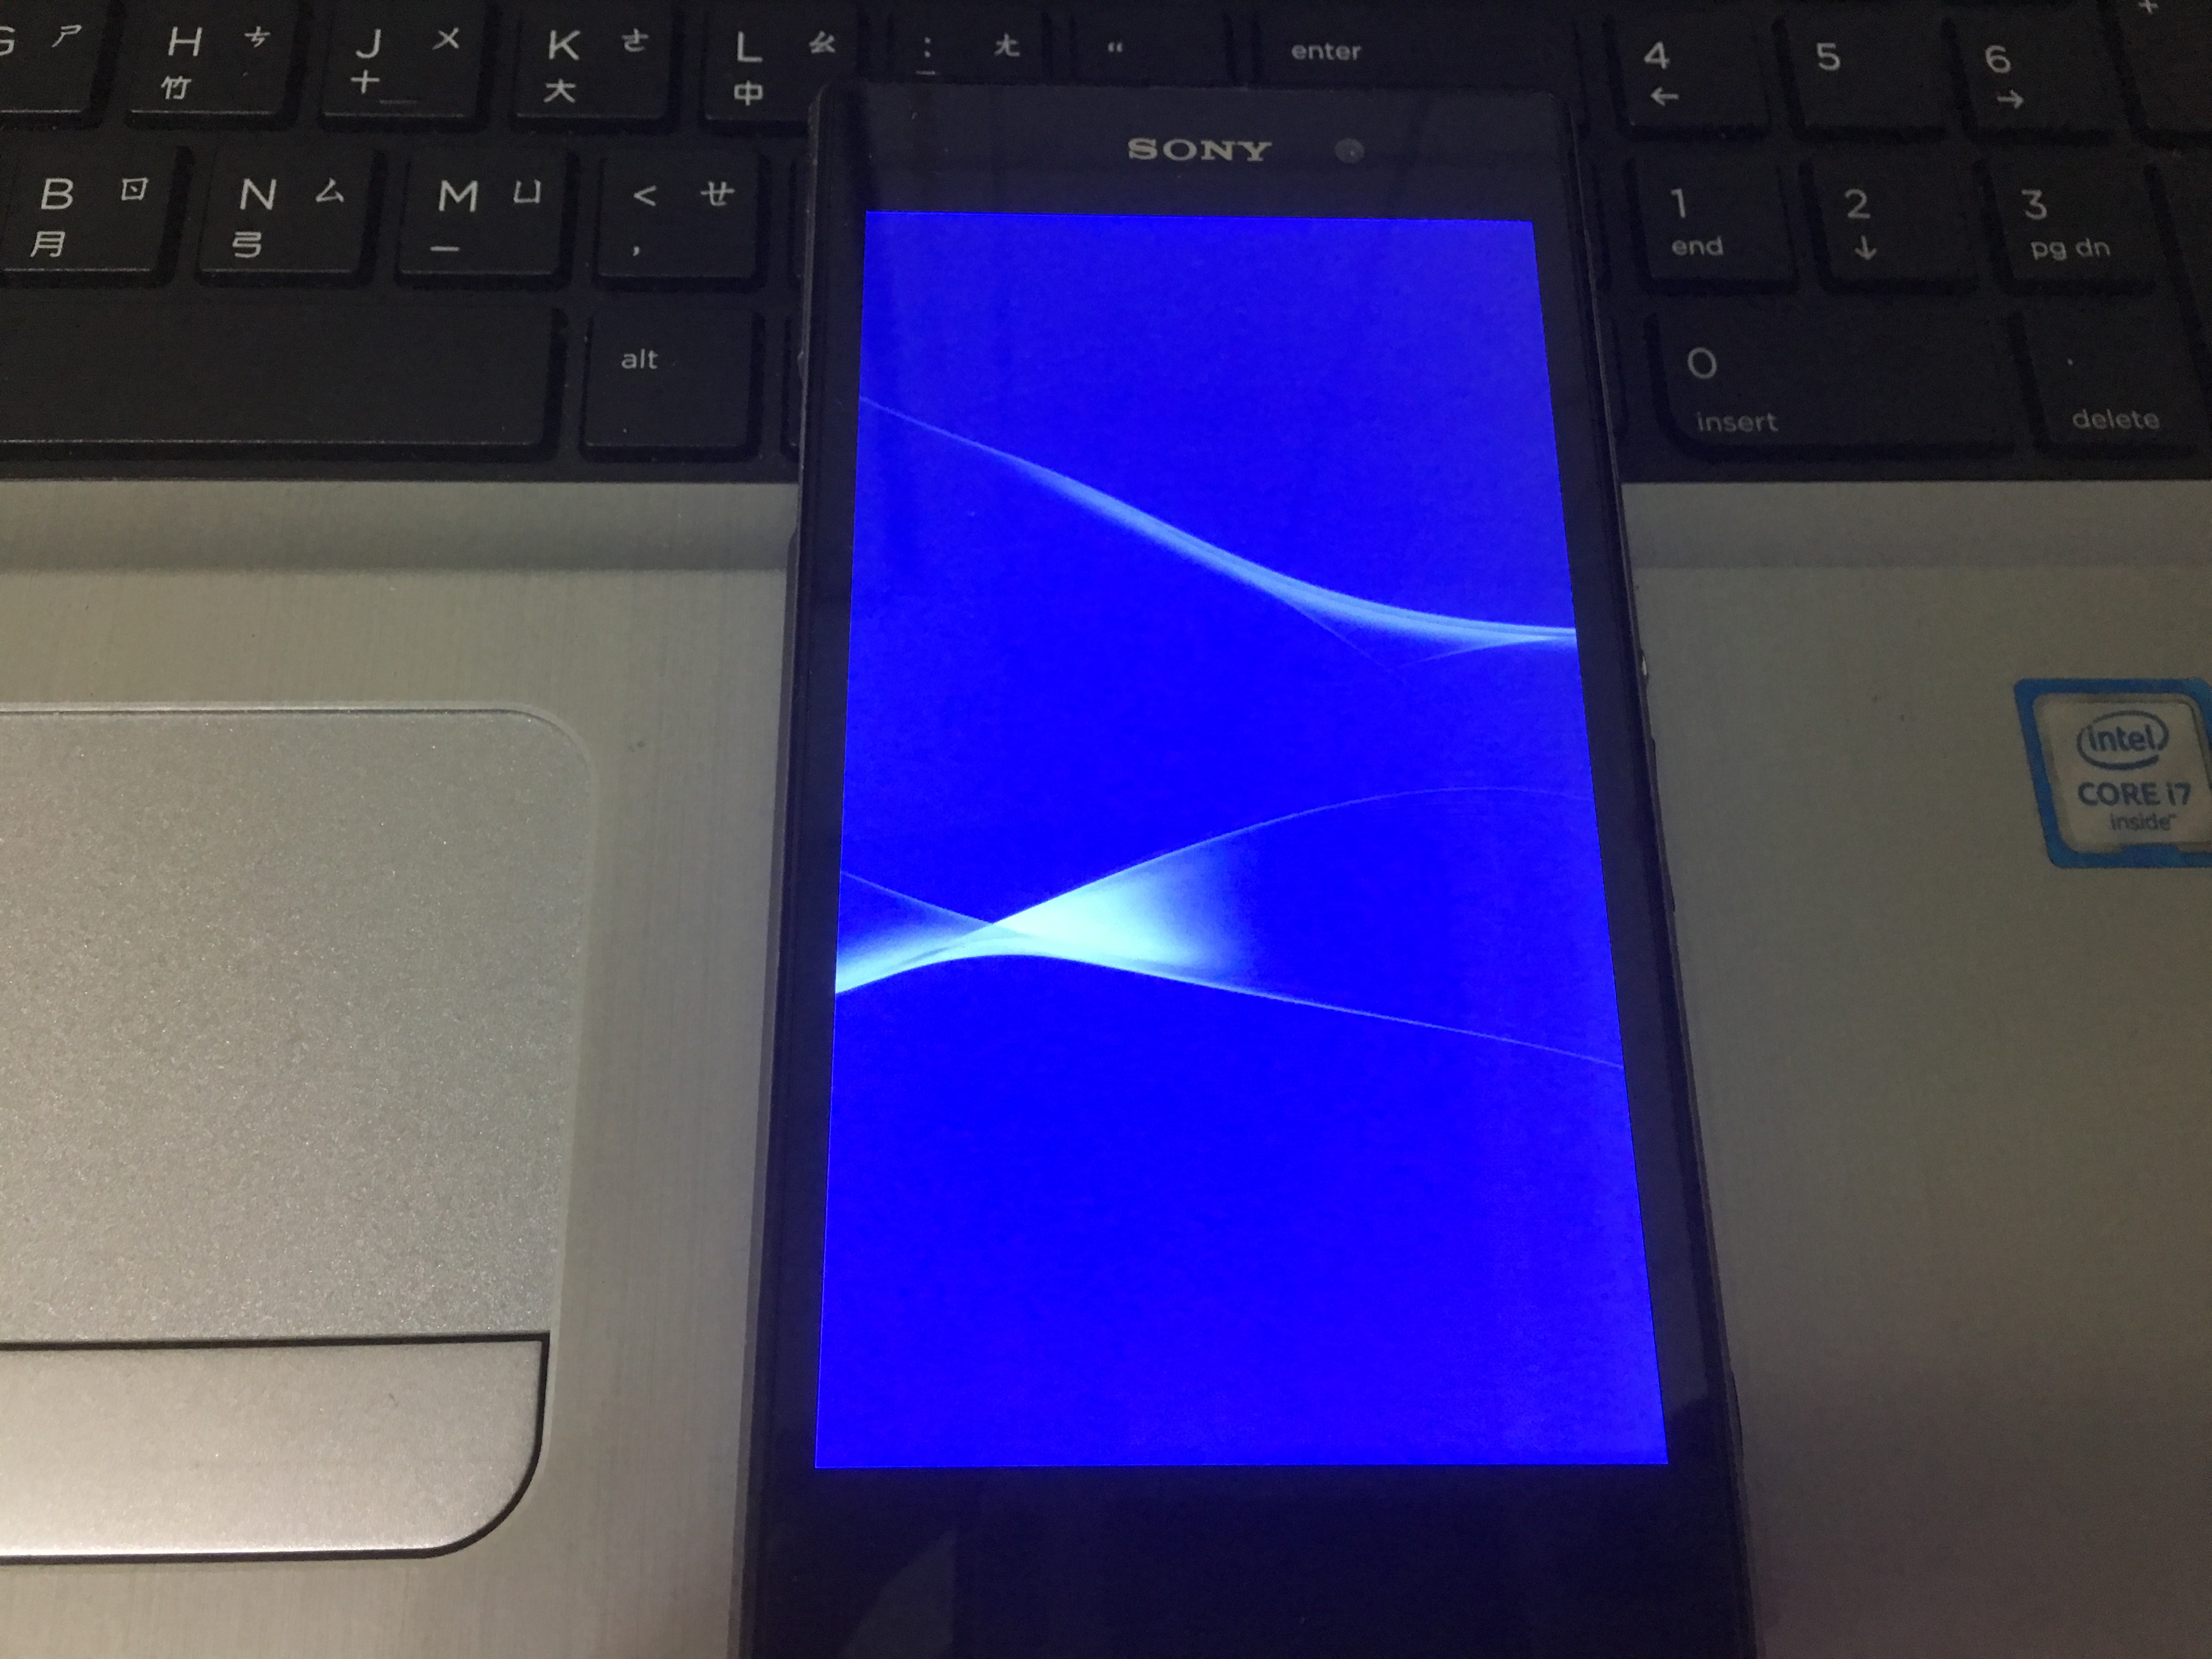 G ㄕ
H ㄘ
竹
J ㄨ
十
K ㄜ
大
L ㄠ
中
: ㄤ
"
enter
4
←
5
6
→
+
B ㄖ
月
N ㄙ
弓
M ㄩ
一
< ㄝ
,
1
end
2
↓
3
pg dn
alt
0
insert
.
delete
SONY
intel
CORE i7
inside™